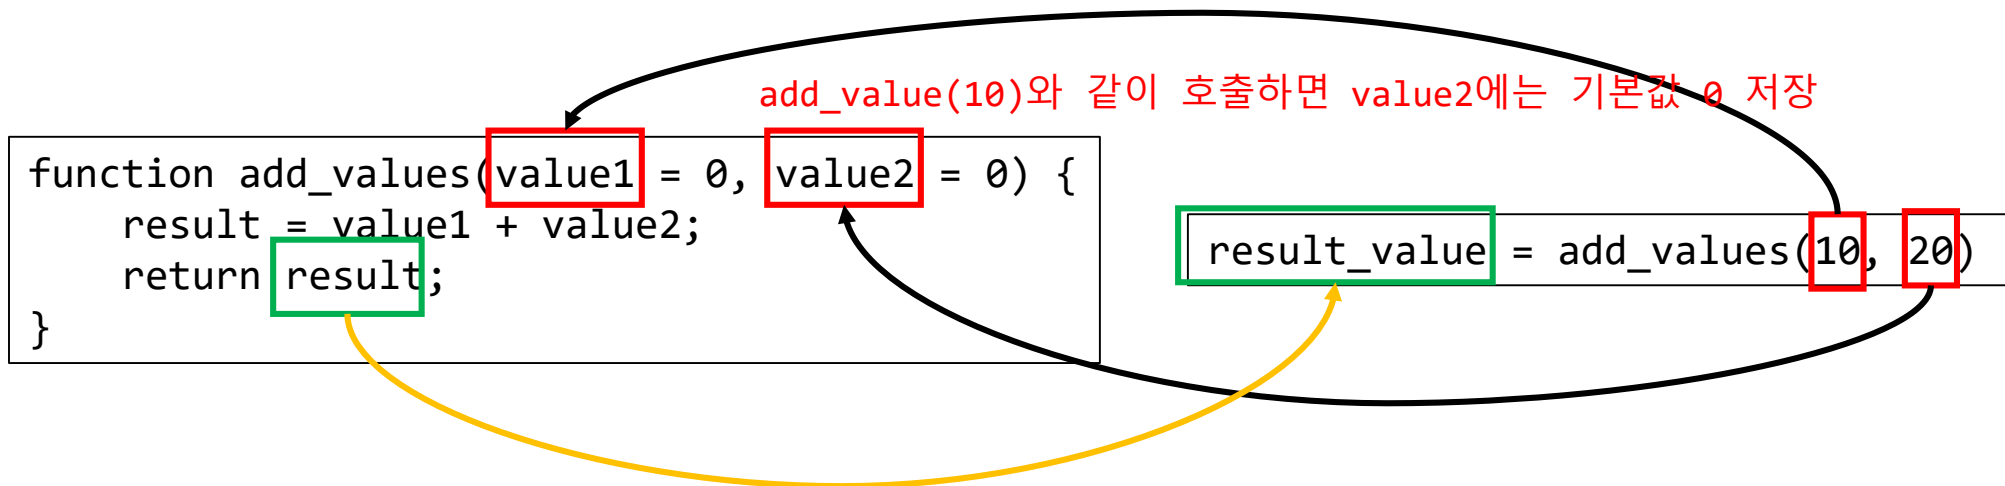 add_value(10)와 같이 호출하면 value2에는 기본값 0 저장
function add_values(value1 = 0, value2 = 0) {
    result = value1 + value2;
    return result;
}
result_value = add_values(10, 20)